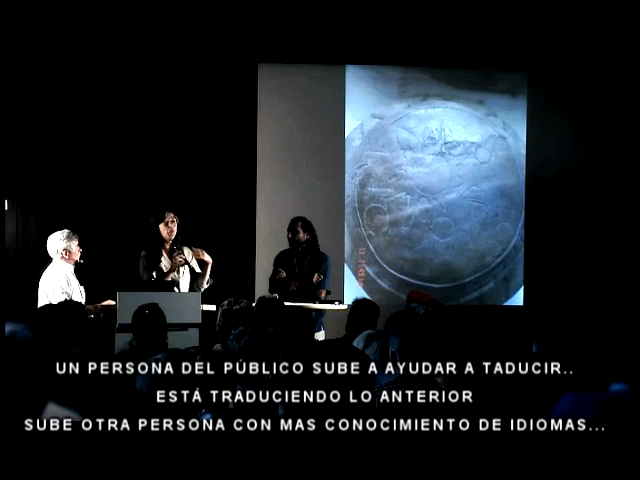 UN PERSONA DEL PÚBLICO SUBE A AYUDAR A TADUCIR..
ESTÁ TRADUCIENDO LO ANTERIOR
SUBE OTRA PERSONA CON MAS CONOCIMIENTO DE IDIOMAS...